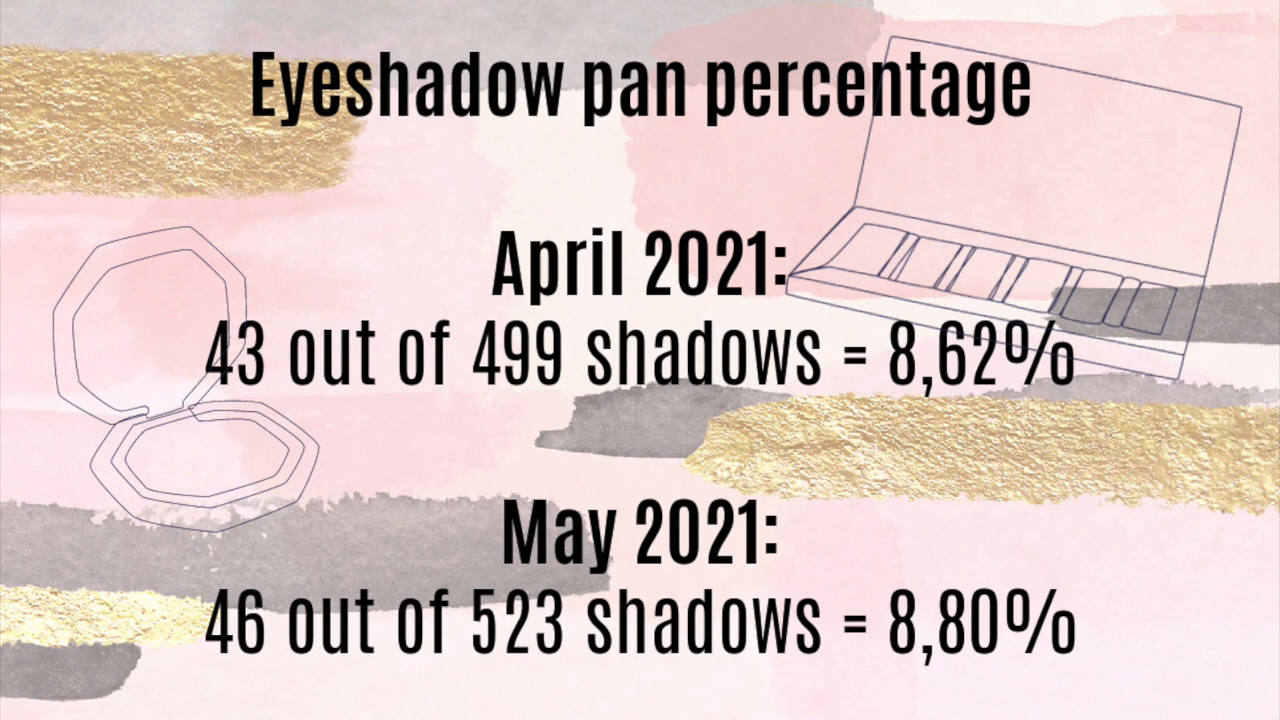 Eyeshadow pan percentage
April 2021:
43 out of 499 shadows = 8,62%
May 2021:
46 out of 523 shadows = 8,80%